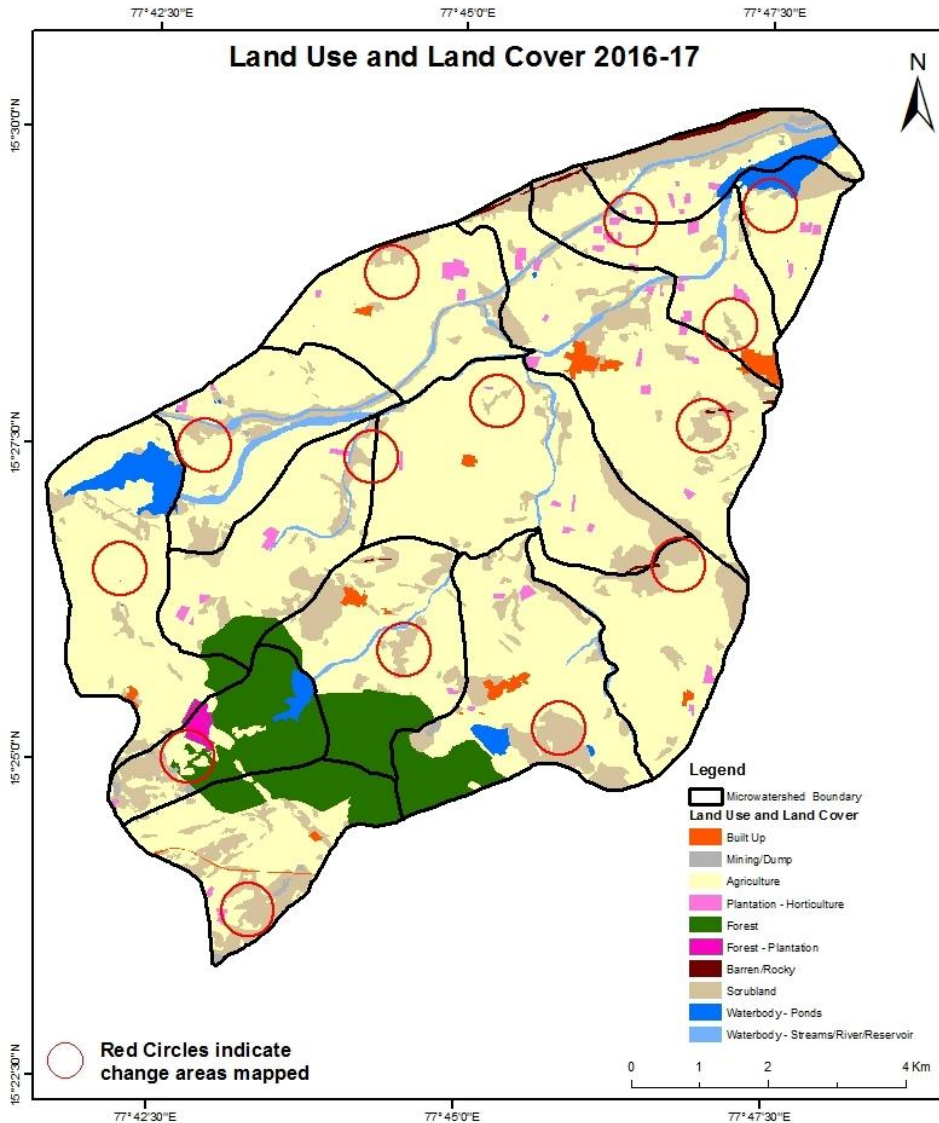 77°42'30"E 77°45'0"E 77°47'30"E
Land Use and Land Cover 2016-17
N
15°30'0"N
15°27'30"N
15°25'0"N
15°22'30"N
Legend
Microwatershed Boundary
Land Use and Land Cover
Built Up
Mining/Dump
Agriculture
Plantation - Horticulture
Forest
Forest - Plantation
Barren/Rocky
Scrubland
Waterbody - Ponds
Waterbody - Streams/River/Reservoir
Red Circles indicate
change areas mapped
0 1 2 4 Km
77°42'30"E 77°45'0"E 77°47'30"E